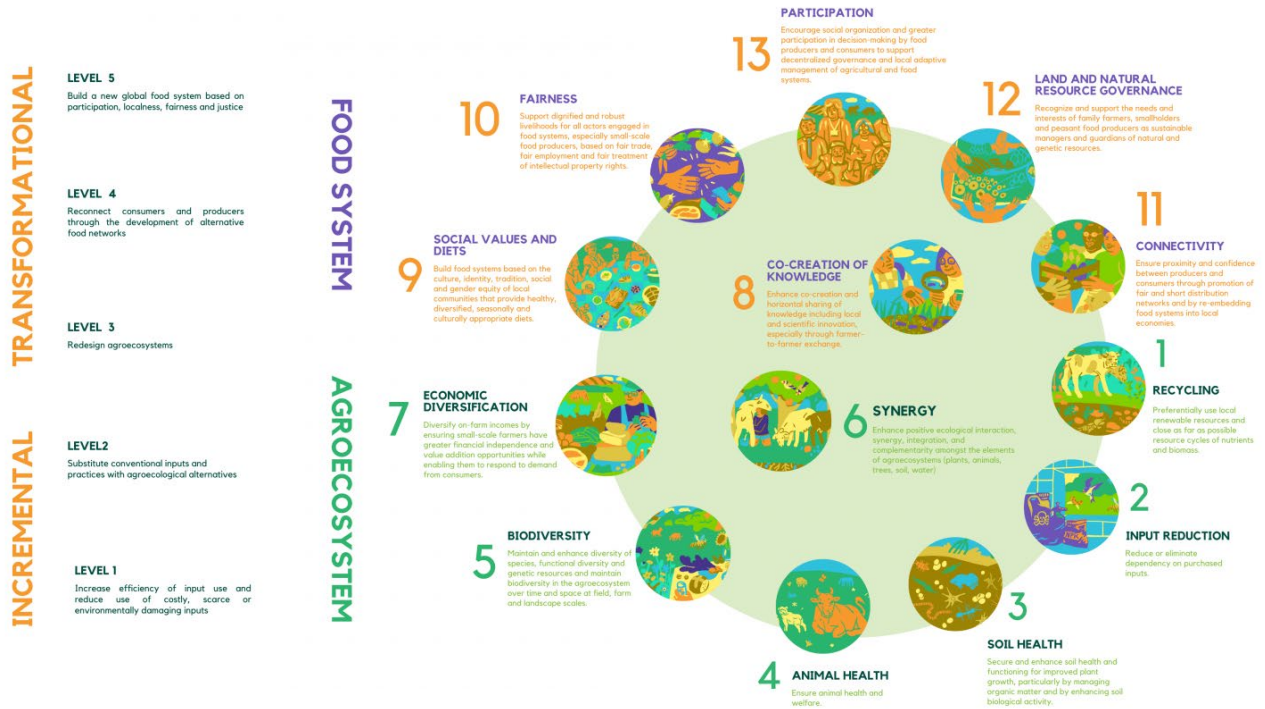 TRANSFORMATIONAL
INCREMENTAL
LEVEL 5
Build a new global food system based on
participation, localness, fairness and justice
LEVEL 4
Reconnect consumers and producers
through the development of alternative
food networks
LEVEL 3
Redesign agroecosystems
LEVEL2
Substitute conventional inputs and
practices with agroecological alternatives
LEVEL 1
Increase efficiency of input use and
reduce use of costly, scarce or
environmentally damaging inputs
FOOD SYSTEM
AGROECOSYSTEM
13
PARTICIPATION
Encourage social organization and greater
participation in decision-making by food
producers and consumers to support
decentralized governance and local adaptive
management of agricultural and food
systems.
12
LAND AND NATURAL
RESOURCE GOVERNANCE
Recognize and support the needs and
interests of family farmers, smallholders
and peasant food producers as sustainable
managers and guardians of natural and
genetic resources.
10
FAIRNESS
Support dignified and robust
livelihoods for all actors engaged in
food systems, especially small-scale
food producers, based on fair trade,
fair employment and fair treatment
of intellectual property rights.
11
CONNECTIVITY
Ensure proximity and confidence
between producers and
consumers through promotion of
fair and short distribution
networks and by re-embedding
food systems into local
economies.
9
SOCIAL VALUES AND
DIETS
Build food systems based on the
culture, identity, tradition, social
and gender equity of local
communities that provide healthy,
diversified, seasonally and
culturally appropriate diets.
8
CO-CREATION OF
KNOWLEDGE
Enhance co-creation and
horizontal sharing of
knowledge including local
and scientific innovation,
especially through farmer-
to-farmer exchange.
1
RECYCLING
Preferentially use local
renewable resources and
close as far as possible
resource cycles of nutrients
and biomass.
7
ECONOMIC
DIVERSIFICATION
Diversify on-farm incomes by
ensuring small-scale farmers have
greater financial independence and
value addition opportunities while
enabling them to respond to demand
from consumers.
6
SYNERGY
Enhance positive ecological interaction,
synergy, integration, and
complementarity amongst the elements
of agroecosystems (plants, animals,
trees, soil, water)
2
INPUT REDUCTION
Reduce or eliminate
dependency on purchased
inputs.
5
BIODIVERSITY
Maintain and enhance diversity of
species, functional diversity and
genetic resources and maintain
biodiversity in the agroecosystem
over time and space at field, farm
and landscape scales.
3
SOIL HEALTH
Secure and enhance soil health and
functioning for improved plant
growth, particularly by managing
organic matter and by enhancing soil
biological activity.
4
ANIMAL HEALTH
Ensure animal health and
welfare.